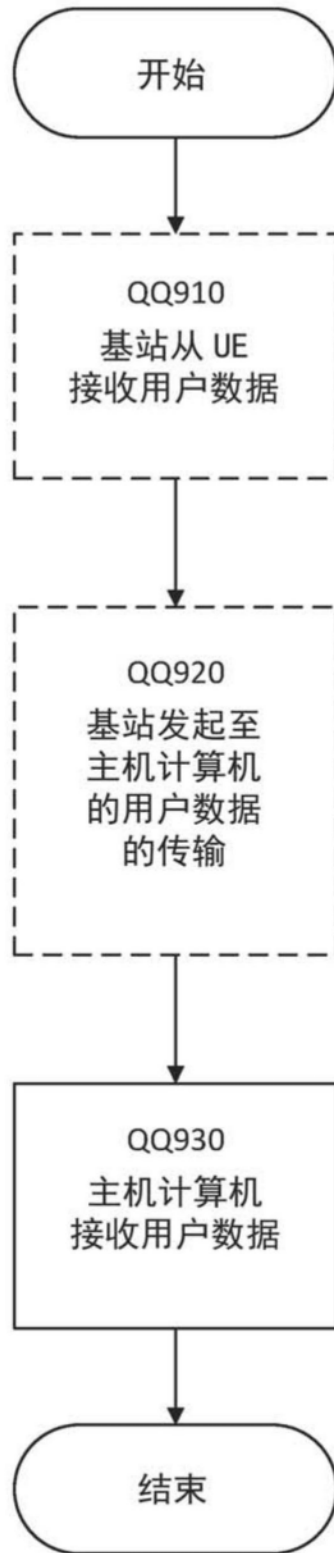 开始
QQ910
基站从 UE
接收用户数据
QQ920
基站发起至
主机计算机
的用户数据
的传输
QQ930
主机计算机
接收用户数据
结束